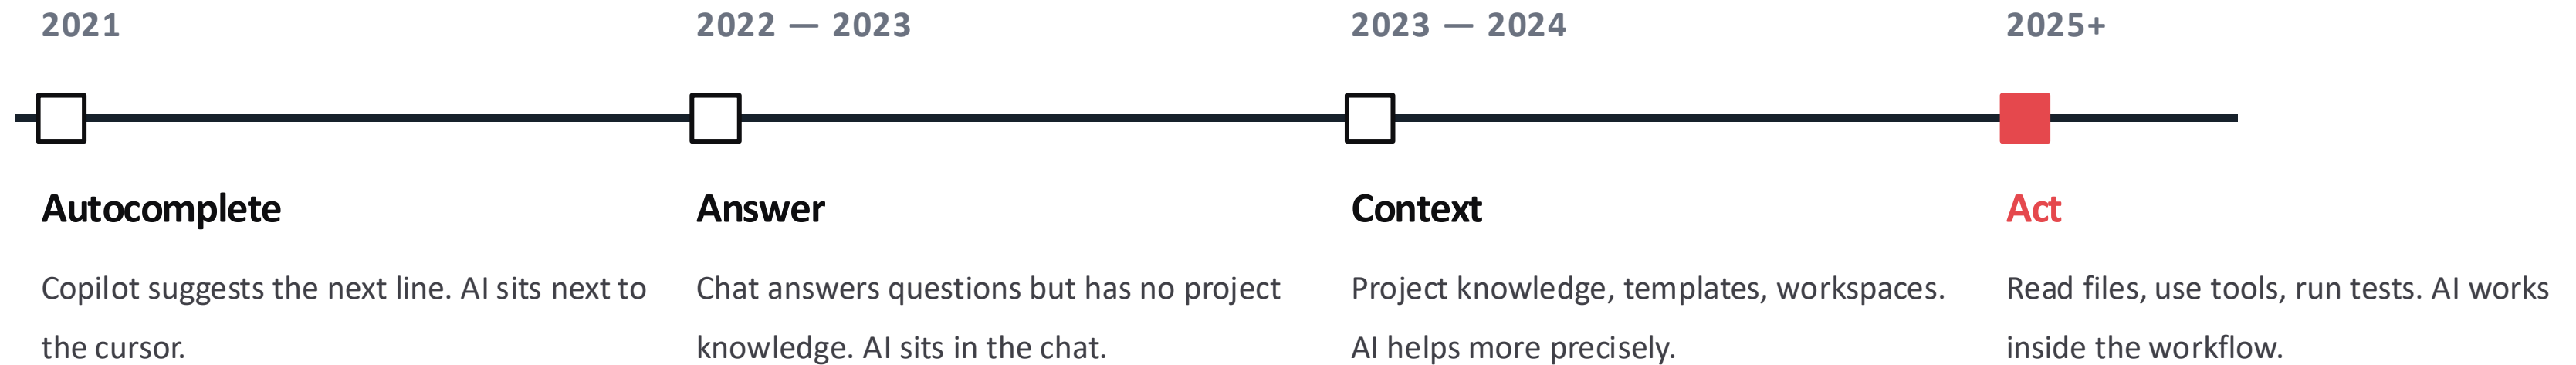 2021
2022 — 2023
2023 — 2024
2025+
Autocomplete
Answer
Context
Act
Copilot suggests the next line. AI sits next to
the cursor.
Chat answers questions but has no project
knowledge. AI sits in the chat.
Project knowledge, templates, workspaces.
AI helps more precisely.
Read files, use tools, run tests. AI works
inside the workflow.